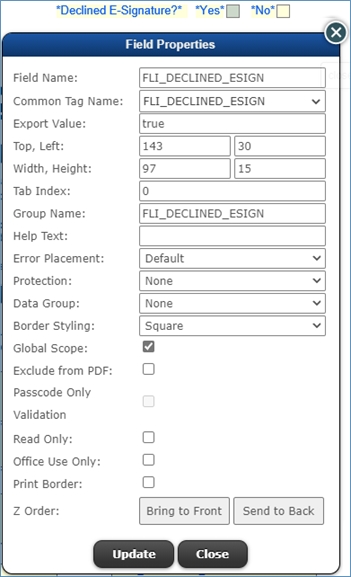 *Declined E-Signature?* *Yes* *No*
Field Properties
Field Name: FLI_DECLINED_ESIGN
Common Tag Name: FLI_DECLINED_ESIGN
Export Value: true
Top, Left: 143 30
Width, Height: 97 15
Tab Index: 0
Group Name: FLI_DECLINED_ESIGN
Help Text:
Error Placement: Default
Protection: None
Data Group: None
Border Styling: Square
Global Scope:
Exclude from PDF:
Passcode Only
Validation
Read Only:
Office Use Only:
Print Border:
Z Order: Bring to Front Send to Back
Update Close